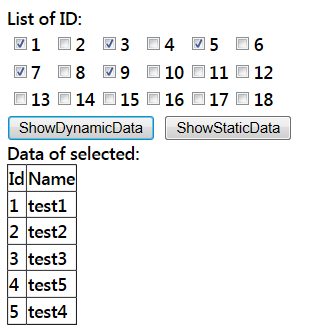 List of ID:
1 2 3 4 5 6
7 8 9 10 11 12
13 14 15 16 17 18
ShowDynamicData ShowStaticData
Data of selected:
Id Name
1 test1
2 test2
3 test3
4 test5
5 test4